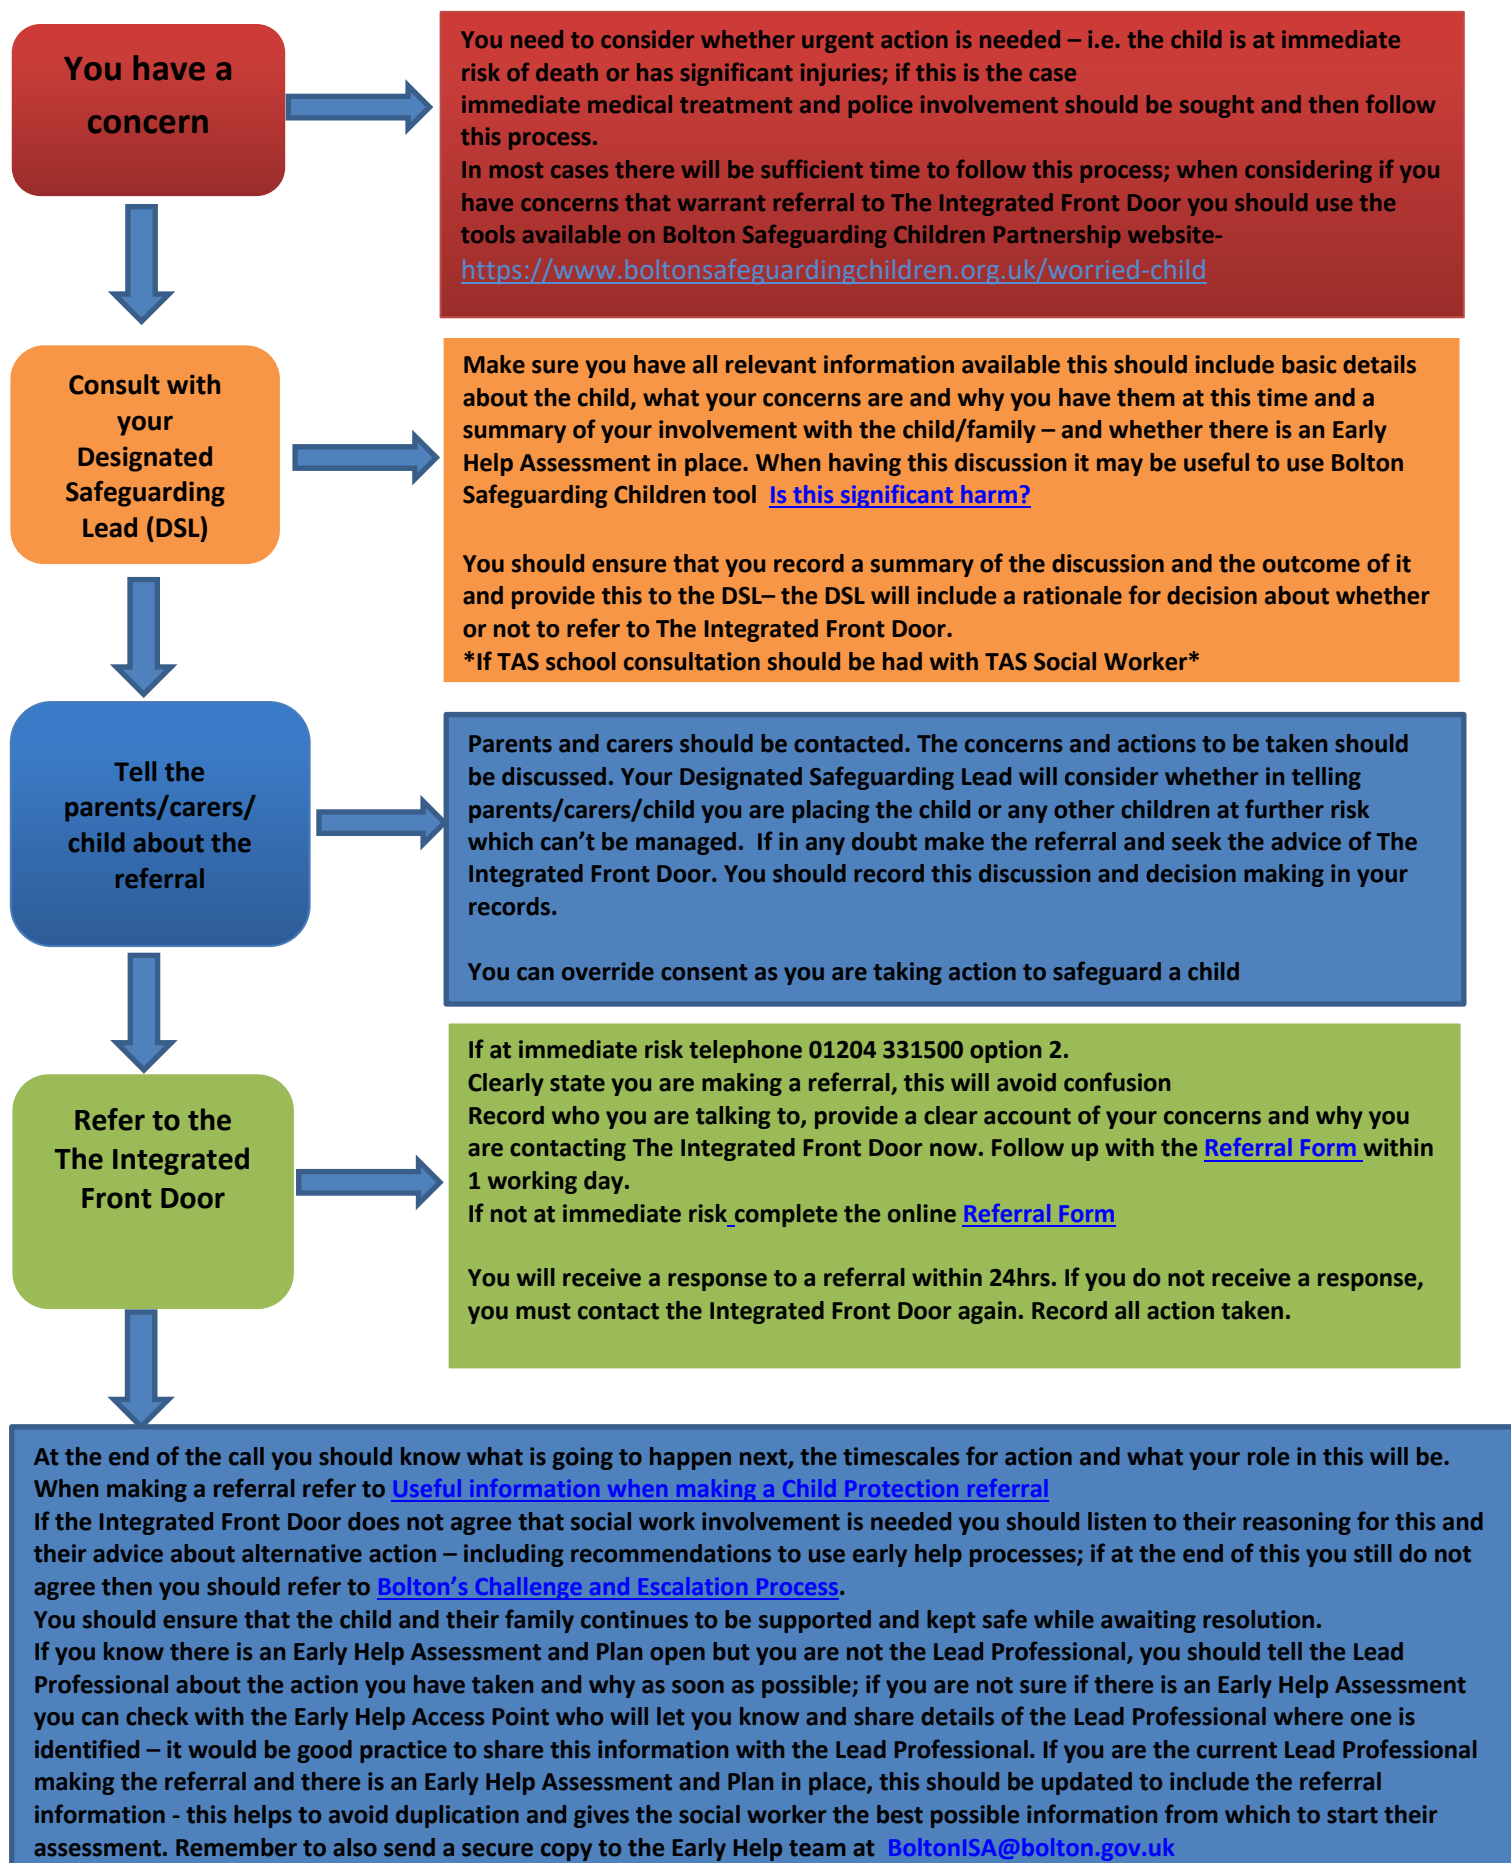 You have a
concern
You need to consider whether urgent action is needed – i.e. the child is at immediate
risk of death or has significant injuries; if this is the case
immediate medical treatment and police involvement should be sought and then follow
this process.
In most cases there will be sufficient time to follow this process; when considering if you
have concerns that warrant referral to The Integrated Front Door you should use the
tools available on Bolton Safeguarding Children Partnership website-
https://www.boltonsafeguardingchildren.org.uk/worried-child
Consult with
your
Designated
Safeguarding
Lead (DSL)
Make sure you have all relevant information available this should include basic details
about the child, what your concerns are and why you have them at this time and a
summary of your involvement with the child/family – and whether there is an Early
Help Assessment in place. When having this discussion it may be useful to use Bolton
Safeguarding Children tool Is this significant harm?
You should ensure that you record a summary of the discussion and the outcome of it
and provide this to the DSL– the DSL will include a rationale for decision about whether
or not to refer to The Integrated Front Door.
*If TAS school consultation should be had with TAS Social Worker*
Tell the
parents/carers/
child about the
referral
Parents and carers should be contacted. The concerns and actions to be taken should
be discussed. Your Designated Safeguarding Lead will consider whether in telling
parents/carers/child you are placing the child or any other children at further risk
which can’t be managed. If in any doubt make the referral and seek the advice of The
Integrated Front Door. You should record this discussion and decision making in your
records.
You can override consent as you are taking action to safeguard a child
Refer to the
The Integrated
Front Door
If at immediate risk telephone 01204 331500 option 2.
Clearly state you are making a referral, this will avoid confusion
Record who you are talking to, provide a clear account of your concerns and why you
are contacting The Integrated Front Door now. Follow up with the Referral Form within
1 working day.
If not at immediate risk complete the online Referral Form
You will receive a response to a referral within 24hrs. If you do not receive a response,
you must contact the Integrated Front Door again. Record all action taken.
At the end of the call you should know what is going to happen next, the timescales for action and what your role in this will be.
When making a referral refer to Useful information when making a Child Protection referral
If the Integrated Front Door does not agree that social work involvement is needed you should listen to their reasoning for this and
their advice about alternative action – including recommendations to use early help processes; if at the end of this you still do not
agree then you should refer to Bolton’s Challenge and Escalation Process.
You should ensure that the child and their family continues to be supported and kept safe while awaiting resolution.
If you know there is an Early Help Assessment and Plan open but you are not the Lead Professional, you should tell the Lead
Professional about the action you have taken and why as soon as possible; if you are not sure if there is an Early Help Assessment
you can check with the Early Help Access Point who will let you know and share details of the Lead Professional where one is
identified – it would be good practice to share this information with the Lead Professional. If you are the current Lead Professional
making the referral and there is an Early Help Assessment and Plan in place, this should be updated to include the referral
information - this helps to avoid duplication and gives the social worker the best possible information from which to start their
assessment. Remember to also send a secure copy to the Early Help team at BoltonISA@bolton.gov.uk